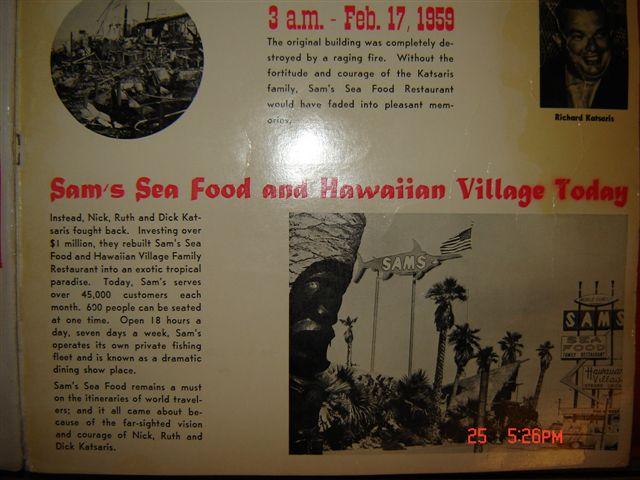 3 a.m. - Feb. 17, 1959
The original building was completely de-
stroyed by a raging fire. Without the
fortitude and courage of the Katsaris
family, Sam's Sea Food Restaurant
would have faded into pleasant mem-
ories.
Richard Katsaris
Sam's Sea Food and Hawaiian Village Today
Instead, Nick, Ruth and Dick Kat-
saris fought back. Investing over
$1 million, they rebuilt Sam's Sea
Food and Hawaiian Village Family
Restaurant into an exotic tropical
paradise. Today, Sam's serves
over 45,000 customers each
month. 600 people can be seated
at one time. Open 18 hours a
day, seven days a week, Sam's
operates its own private fishing
fleet and is known as a dramatic
dining show place.
Sam's Sea Food remains a must
on the itineraries of world travel-
ers; and it all came about be-
cause of the far-sighted vision
and courage of Nick, Ruth and
Dick Katsaris.
SAMS
SAMS
SEA
FOOD
FAMILY RESTAURANT
Hawaiian
Village
25 5:26PM